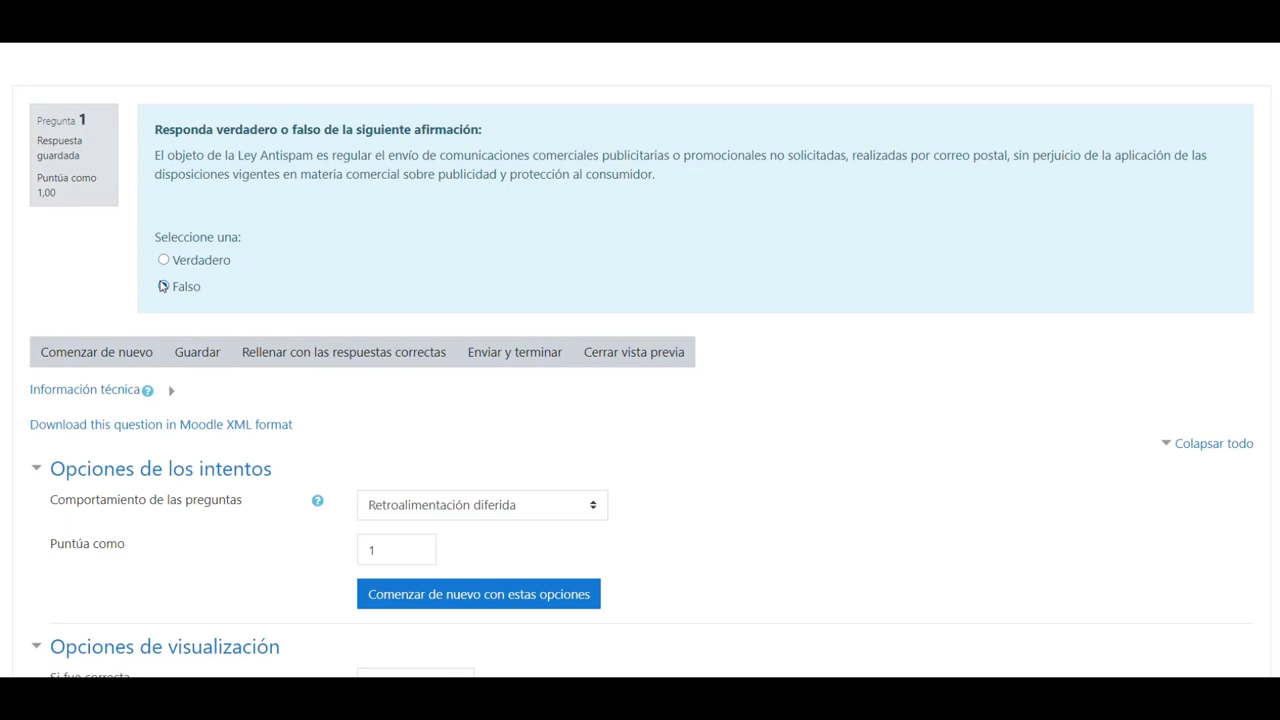 Pregunta 1
Respuesta
guardada
Puntúa como
1,00
Responda verdadero o falso de la siguiente afirmación:
El objeto de la Ley Antispam es regular el envío de comunicaciones comerciales publicitarias o promocionales no solicitadas, realizadas por correo postal, sin perjuicio de la aplicación de las
disposiciones vigentes en materia comercial sobre publicidad y protección al consumidor.
Seleccione una:
Verdadero
Falso
Comenzar de nuevo Guardar Rellenar con las respuestas correctas Enviar y terminar Cerrar vista previa
Información técnica
Download this question in Moodle XML format
Colapsar todo
Opciones de los intentos
Comportamiento de las preguntas ? Retroalimentación diferida
Puntúa como 1
Comenzar de nuevo con estas opciones
Opciones de visualización
Si fue correcta